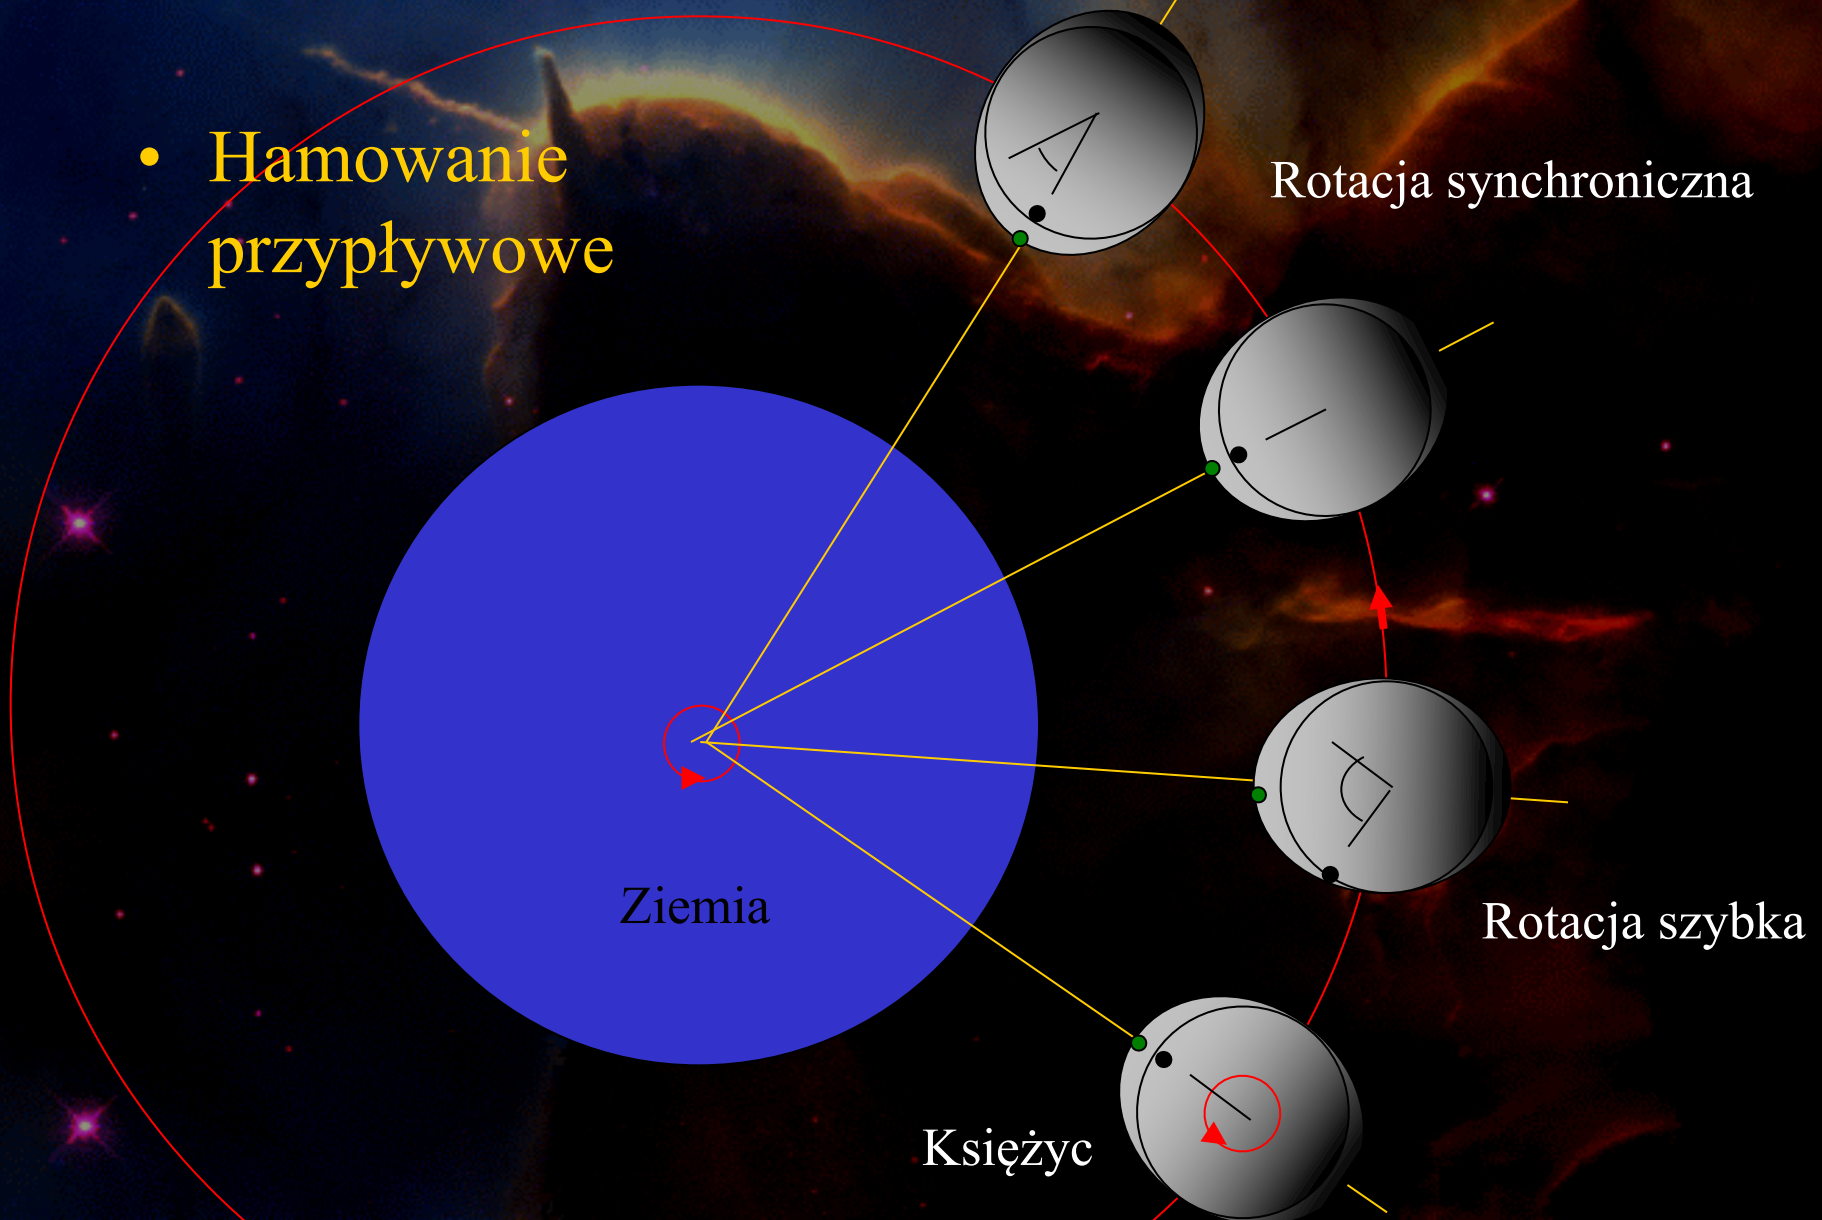 • Hamowanie
przypływowe
Rotacja synchroniczna
Ziemia
Rotacja szybka
Księżyc